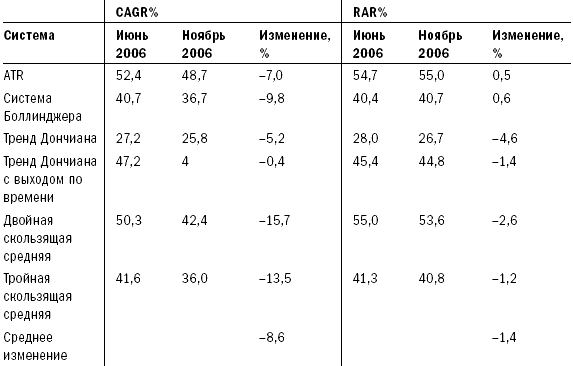 CAGR% RAR%
Система Июнь 2006 Ноябрь 2006 Изменение, % Июнь 2006 Ноябрь 2006 Изменение, %
ATR 52,4 48,7 –7,0 54,7 55,0 0,5
Система 40,7 36,7 –9,8 40,4 40,7 0,6
Боллинджера
Тренд Дончиана 27,2 25,8 –5,2 28,0 26,7 –4,6
Тренд Дончиана 47,2 4 –0,4 45,4 44,8 –1,4
с выходом по
времени
Двойная 50,3 42,4 –15,7 55,0 53,6 –2,6
скользящая
средняя
Тройная 41,6 36,0 –13,5 41,3 40,8 –1,2
скользящая
средняя
Среднее –8,6 –1,4
изменение